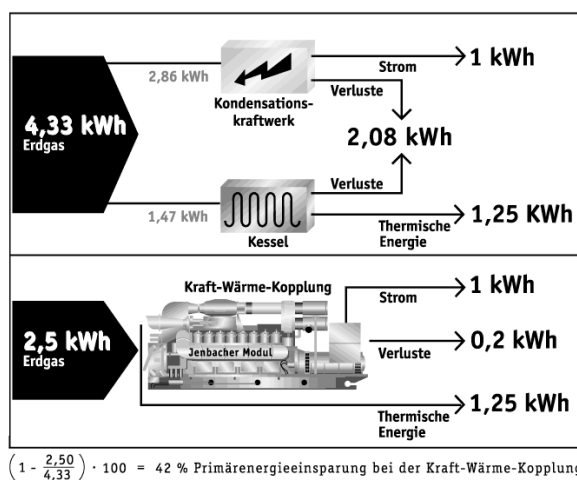 2,86 kWh
Strom
1 kWh
Verluste
Kondensations-
kraftwerk
4,33 kWh
Erdgas
2,08 kWh
Verluste
1,47 kWh
Kessel
Thermische
Energie
1,25 KWh
Kraft-Wärme-Kopplung
Strom
1 kWh
2,5 kWh
Erdgas
Jenbacher Modul
Verluste
0,2 kWh
Thermische
Energie
1,25 kWh
(1 - 2,50/4,33) · 100 = 42 % Primärenergieeinsparung bei der Kraft-Wärme-Kopplung